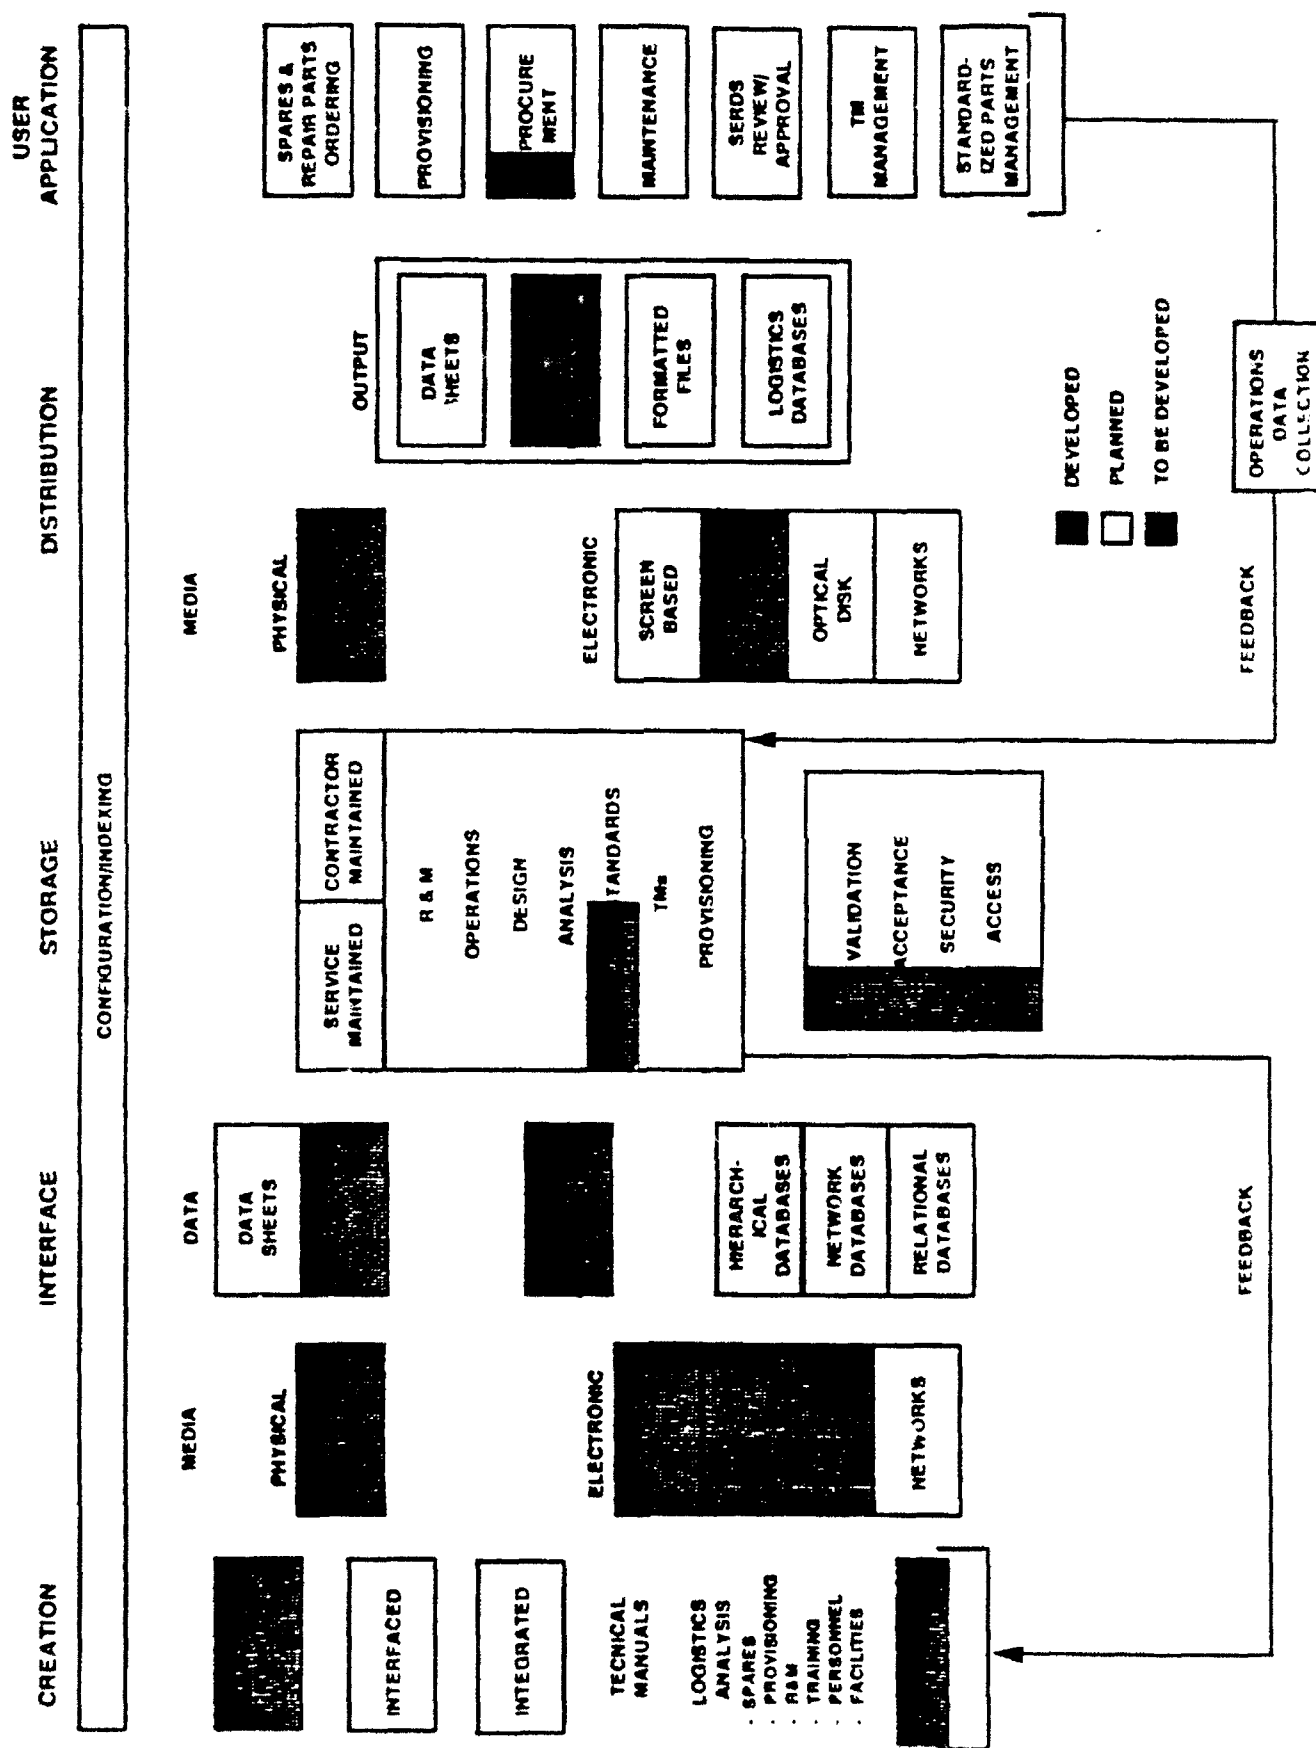 CREATION
INTERFACE
STORAGE
DISTRIBUTION
USER
APPLICATION
CONFIGURATION/INDEXING
INTERFACED
INTEGRATED
TECNICAL
MANUALS
LOGISTICS
ANALYSIS
· SPARES
· PROVISIONING
· R&M
· TRAINING
· PERSONNEL
· FACILITIES
MEDIA
PHYSICAL
ELECTRONIC
NETWORKS
DATA
DATA
SHEETS
HIERARCH-
ICAL
DATABASES
NETWORK
DATABASES
RELATIONAL
DATABASES
SERVICE
MAINTAINED
CONTRACTOR
MAINTAINED
R & M
OPERATIONS
DESIGN
ANALYSIS
TANDARDS
TMs
PROVISIONING
VALIDATION
ACCEPTANCE
SECURITY
ACCESS
MEDIA
PHYSICAL
ELECTRONIC
SCREEN
BASED
OPTICAL
DISK
NETWORKS
OUTPUT
DATA
SHEETS
FORMATTED
FILES
LOGISTICS
DATABASES
SPARES &
REPAIR PARTS
ORDERING
PROVISIONING
PROCURE
MENT
MAINTENANCE
SERDS
REVIEW/
APPROVAL
TM
MANAGEMENT
STANDARD-
IZED PARTS
MANAGEMENT
DEVELOPED
PLANNED
TO BE DEVELOPED
FEEDBACK
FEEDBACK
OPERATIONS
DATA
COLLECTION